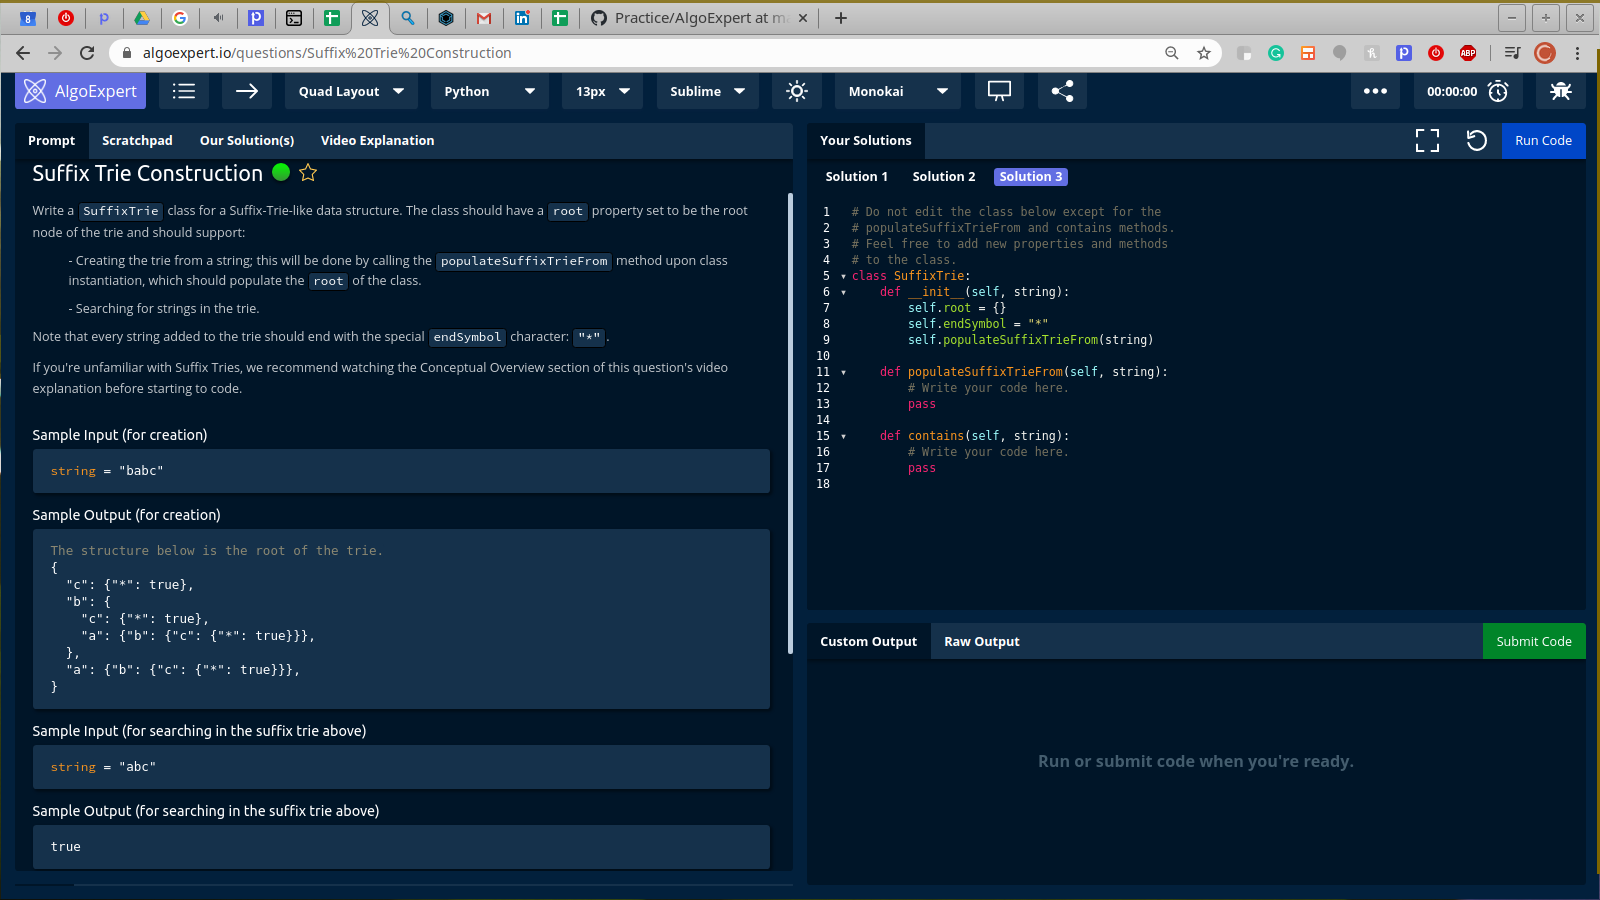 8
Practice/AlgoExpert at m
algoexpert.io/questions/Suffix%20Trie%20Construction
ABP
AlgoExpert
Quad Layout
Python
13px
Sublime
Monokai
00:00:00
Prompt
Scratchpad
Our Solution(s)
Video Explanation
Suffix Trie Construction
Write a SuffixTrie class for a Suffix-Trie-like data structure. The class should have a root property set to be the root
node of the trie and should support:
- Creating the trie from a string; this will be done by calling the populateSuffixTrieFrom method upon class
instantiation, which should populate the root of the class.
- Searching for strings in the trie.
Note that every string added to the trie should end with the special endSymbol character: "*".
If you're unfamiliar with Suffix Tries, we recommend watching the Conceptual Overview section of this question's video
explanation before starting to code.
Sample Input (for creation)
string = "babc"
Sample Output (for creation)
The structure below is the root of the trie.
{
"c": {"*": true},
"b": {
"c": {"*": true},
"a": {"b": {"c": {"*": true}}},
},
"a": {"b": {"c": {"*": true}}},
}
Sample Input (for searching in the suffix trie above)
string = "abc"
Sample Output (for searching in the suffix trie above)
true
Your Solutions
Run Code
Solution 1
Solution 2
Solution 3
1 # Do not edit the class below except for the
2 # populateSuffixTrieFrom and contains methods.
3 # Feel free to add new properties and methods
4 # to the class.
5 class SuffixTrie:
6 def __init__(self, string):
7 self.root = {}
8 self.endSymbol = "*"
9 self.populateSuffixTrieFrom(string)
10
11 def populateSuffixTrieFrom(self, string):
12 # Write your code here.
13 pass
14
15 def contains(self, string):
16 # Write your code here.
17 pass
18
Custom Output
Raw Output
Submit Code
Run or submit code when you're ready.